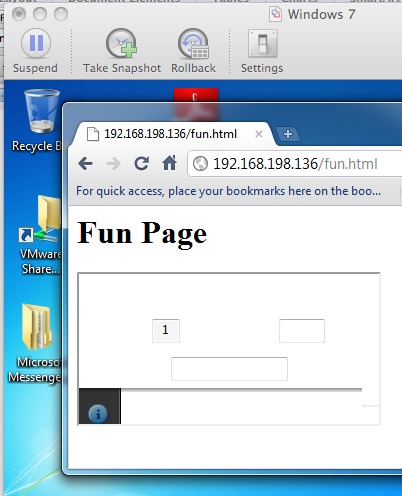 Windows 7
Suspend
Take Snapshot
Rollback
Settings
Recycle B
192.168.198.136/fun.html
192.168.198.136/fun.html
For quick access, place your bookmarks here on the boo...
Fun Page
VMware
Share...
1
Microso
Messenge